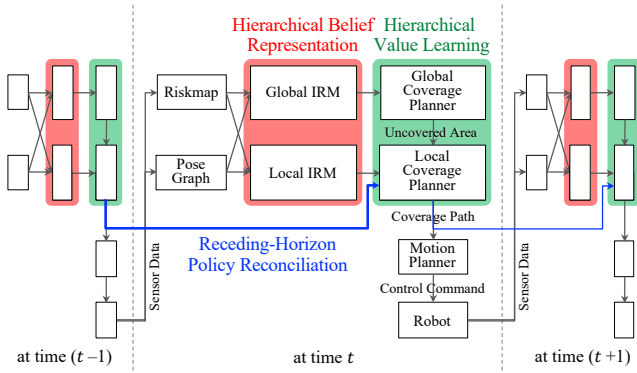 Hierarchical Belief
Representation
Hierarchical
Value Learning
Riskmap
Global IRM
Global
Coverage
Planner
Uncovered Area
Pose
Graph
Local IRM
Local
Coverage
Planner
Coverage Path
Receding-Horizon
Policy Reconciliation
Motion
Planner
Control Command
Robot
Sensor Data
Sensor Data
at time (t –1)
at time t
at time (t +1)